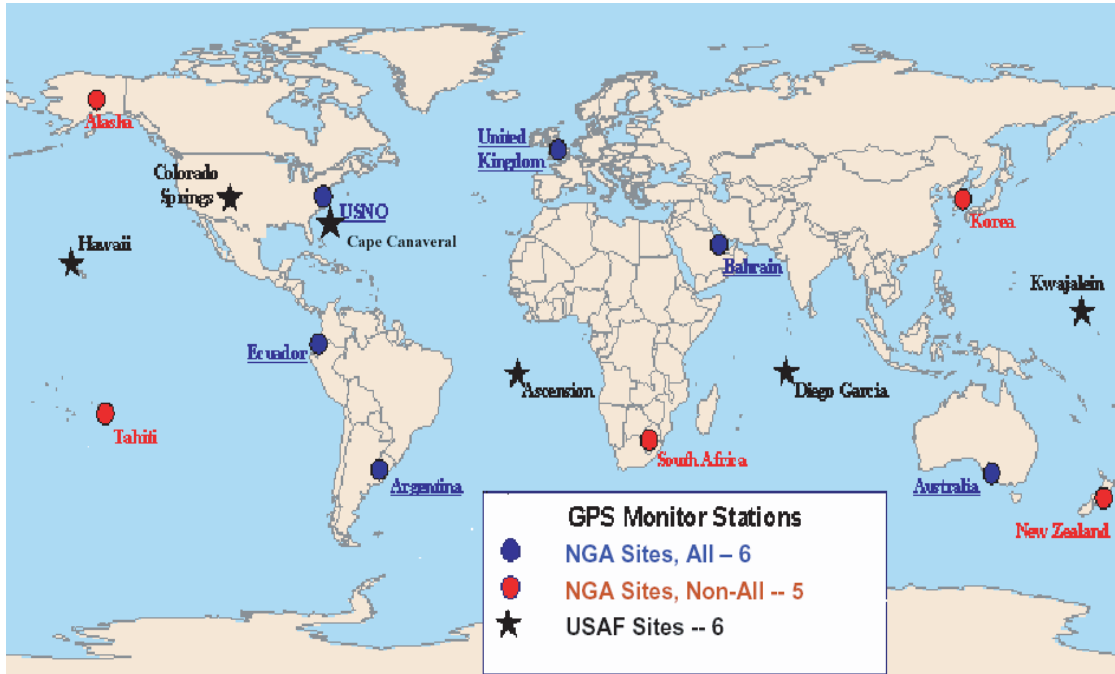 Alaska
United
Kingdom
Colorado
Springs
USNO
Cape Canaveral
Korea
Hawaii
Bahrain
Kwajalein
Ecuador
Ascension
Diego Garcia
Tahiti
South Africa
Argentina
Australia
New Zealand
GPS Monitor Stations
NGA Sites, All – 6
NGA Sites, Non-All -- 5
USAF Sites -- 6